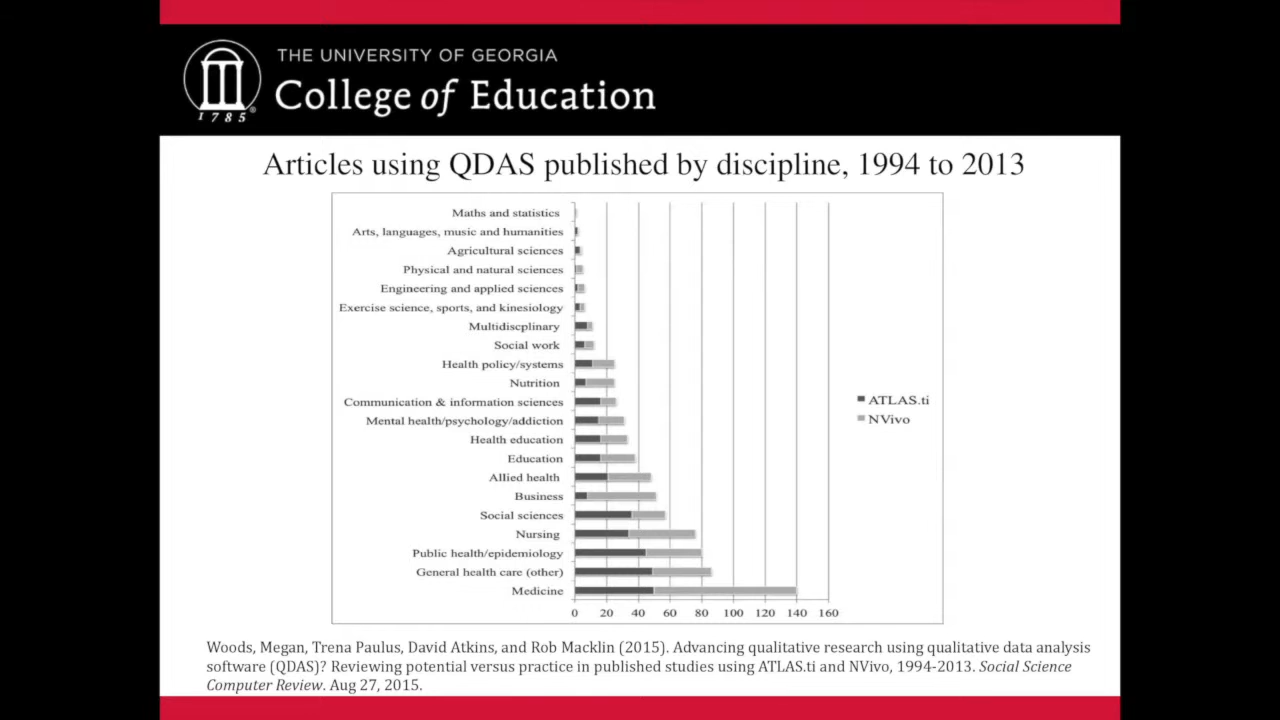 THE UNIVERSITY OF GEORGIA
College of Education
1785
®
Articles using QDAS published by discipline, 1994 to 2013
Maths and statistics
Arts, languages, music and humanities
Agricultural sciences
Physical and natural sciences
Engineering and applied sciences
Exercise science, sports, and kinesiology
Multidiscplinary
Social work
Health policy/systems
Nutrition
Communication & information sciences
Mental health/psychology/addiction
Health education
Education
Allied health
Business
Social sciences
Nursing
Public health/epidemiology
General health care (other)
Medicine
0 20 40 60 80 100 120 140 160
ATLAS.ti
NVivo
Woods, Megan, Trena Paulus, David Atkins, and Rob Macklin (2015). Advancing qualitative research using qualitative data analysis
software (QDAS)? Reviewing potential versus practice in published studies using ATLAS.ti and NVivo, 1994-2013. Social Science
Computer Review. Aug 27, 2015.